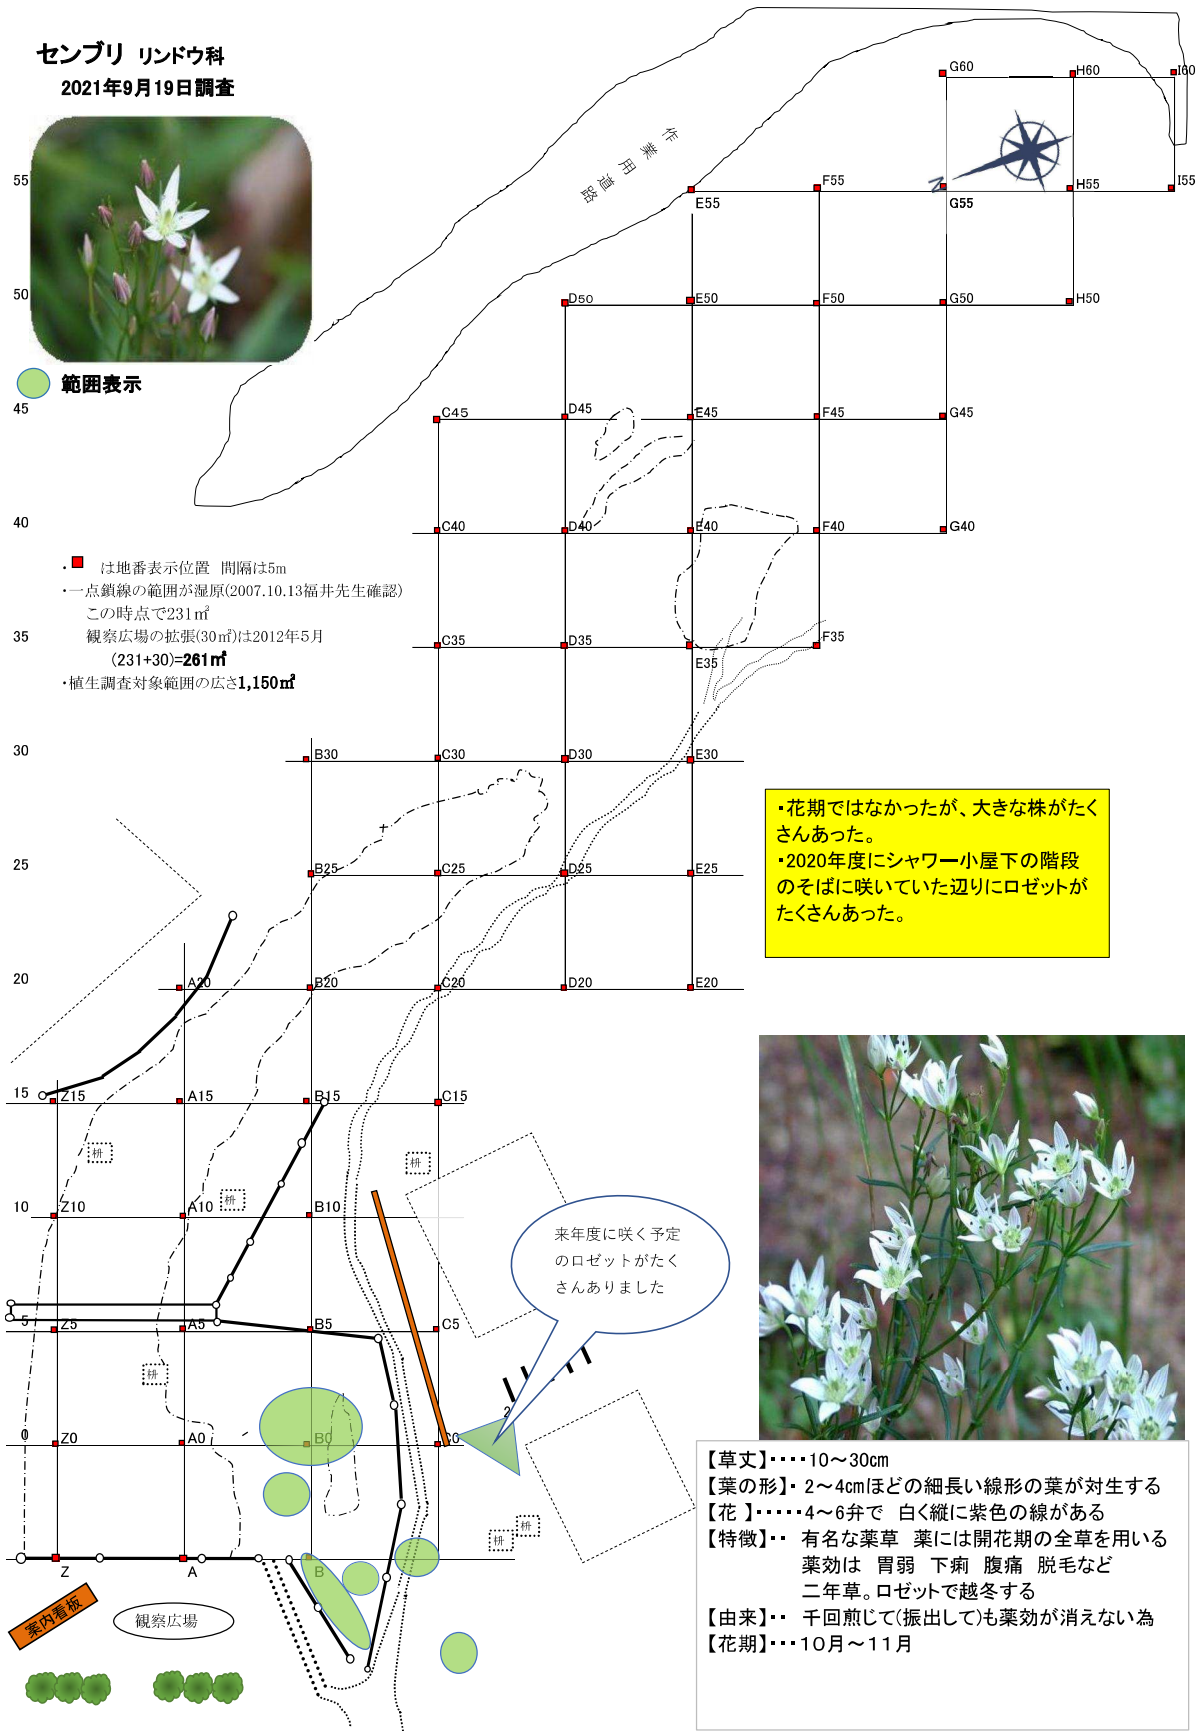 センブリ リンドウ科
2021年9月19日調査
範囲表示
作業用道路
N
G60 H60 I60
55 E55 F55 G55 H55 I55
50 D50 E50 F50 G50 H50
45 C45 D45 E45 F45 G45
40 C40 D40 E40 F40 G40
・■ は地番表示位置 間隔は5m
・一点鎖線の範囲が湿原(2007.10.13福井先生確認)
この時点で231㎡
観察広場の拡張(30㎡)は2012年5月
(231+30)=261㎡
・植生調査対象範囲の広さ1,150㎡
35 C35 D35 E35 F35
30 B30 C30 D30 E30
・花期ではなかったが、大きな株がたく
さんあった。
・2020年度にシャワー小屋下の階段
のそばに咲いていた辺りにロゼットが
たくさんあった。
25 B25 C25 D25 E25
20 A20 B20 C20 D20 E20
15 Z15 A15 B15 C15
枡 枡
枡
10 Z10 A10 B10
来年度に咲く予定
のロゼットがたく
さんありました
5 Z5 A5 B5 C5
枡
2
0 Z0 A0 B0 C0
枡
枡
Z A B
案内看板
観察広場
【草丈】・・・・10～30㎝
【葉の形】・ 2～4㎝ほどの細長い線形の葉が対生する
【花 】・・・・・4～6弁で 白く縦に紫色の線がある
【特徴】・・ 有名な薬草 薬には開花期の全草を用いる
薬効は 胃弱 下痢 腹痛 脱毛など
二年草。ロゼットで越冬する
【由来】・・ 千回煎じて(振出して)も薬効が消えない為
【花期】・・・10月～11月